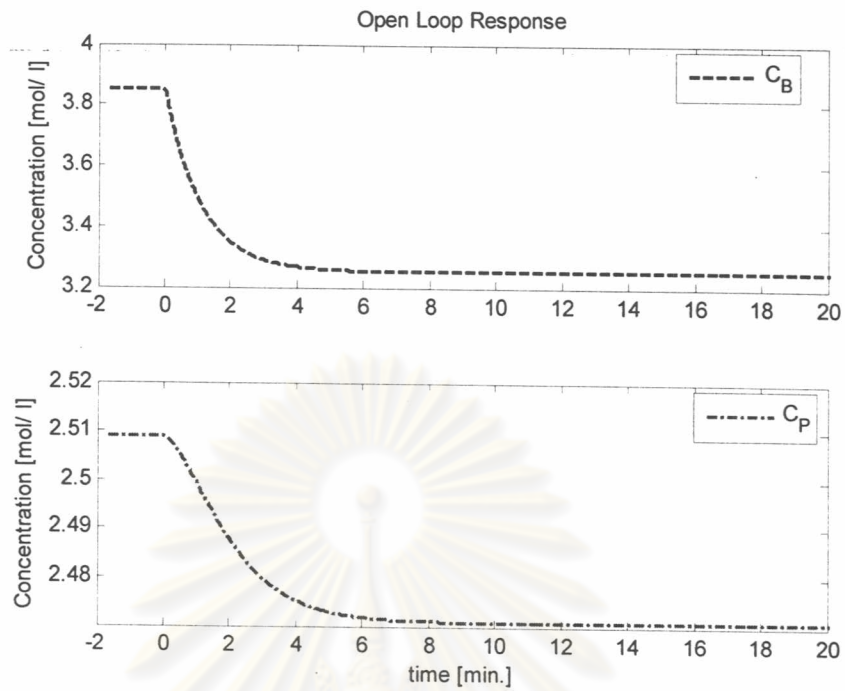 Open Loop Response
4
3.8
3.6
3.4
3.2
Concentration [mol/ l]
C_B
-2 0 2 4 6 8 10 12 14 16 18 20
2.52
2.51
2.5
2.49
2.48
Concentration [mol/ l]
C_P
-2 0 2 4 6 8 10 12 14 16 18 20
time [min.]